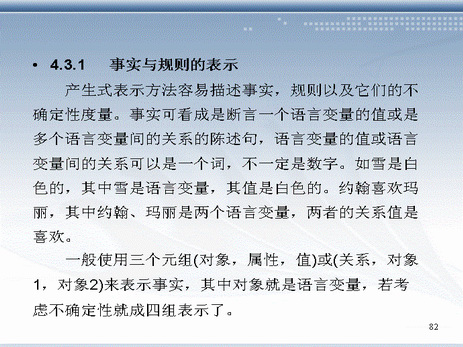 • 4.3.1 事实与规则的表示
产生式表示方法容易描述事实，规则以及它们的不
确定性度量。事实可看成是断言一个语言变量的值或是
多个语言变量间的关系的陈述句，语言变量的值或语言
变量间的关系可以是一个词，不一定是数字。如雪是白
色的，其中雪是语言变量，其值是白色的。约翰喜欢玛
丽，其中约翰、玛丽是两个语言变量，两者的关系值是
喜欢。
一般使用三个元组(对象，属性，值)或(关系，对象
1，对象2)来表示事实，其中对象就是语言变量，若考
虑不确定性就成四组表示了。
82